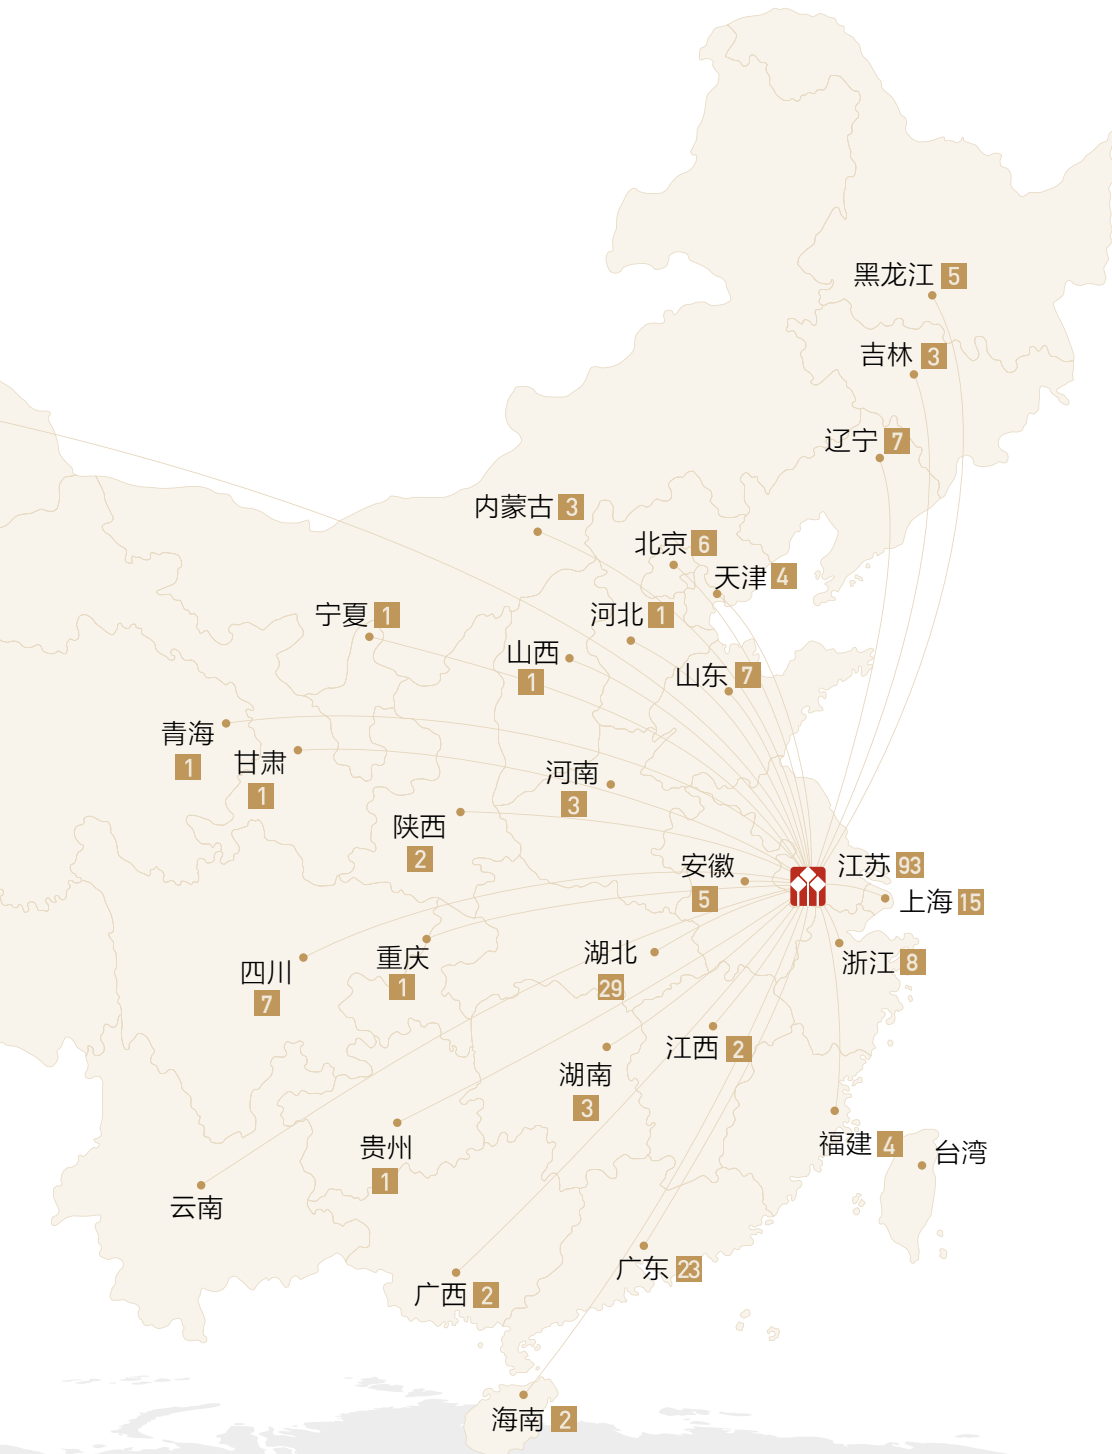 黑龙江 5
吉林 3
辽宁 7
内蒙古 3
北京 6
天津 4
宁夏 1
河北 1
山西
1
山东 7
青海
1
甘肃
1
河南
3
陕西
2
安徽
5
江苏 93
上海 15
浙江 8
湖北
29
重庆
1
四川
7
江西 2
湖南
3
贵州
1
福建 4
台湾
云南
广东 23
广西 2
海南 2